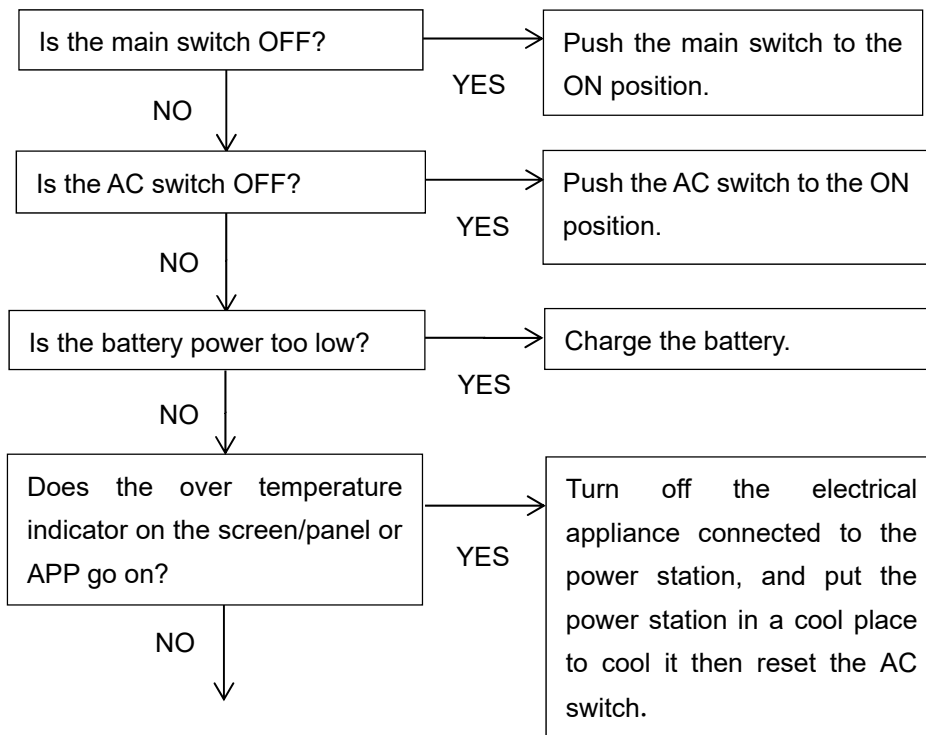 Is the main switch OFF?
Push the main switch to the
ON position.
YES
NO
Is the AC switch OFF?
Push the AC switch to the ON
position.
YES
NO
Is the battery power too low?
Charge the battery.
YES
NO
Does the over temperature
indicator on the screen/panel or
APP go on?
YES
Turn off the electrical
appliance connected to the
power station, and put the
power station in a cool place
to cool it then reset the AC
switch.
NO